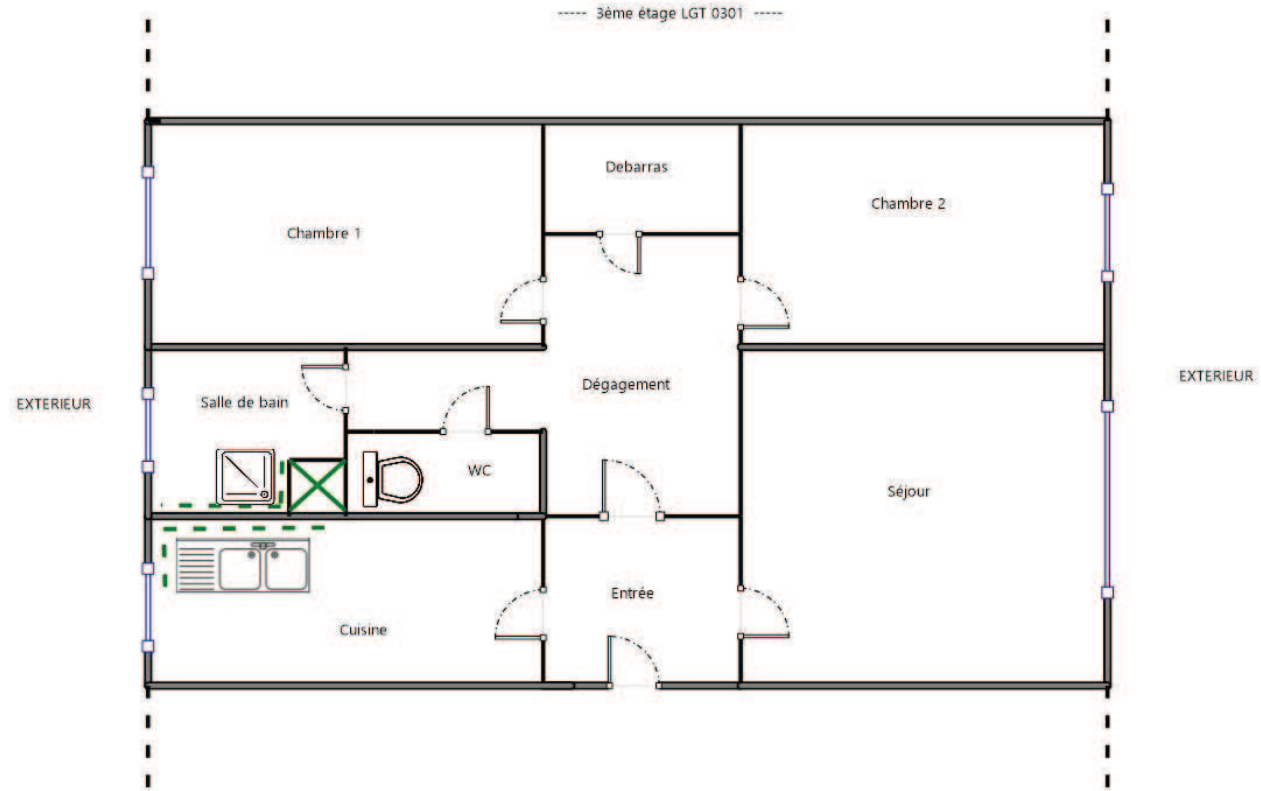 ----- 3ème étage LGT 0301 -----
Debarras
Chambre 2
Chambre 1
EXTERIEUR
Dégagement
Salle de bain
EXTERIEUR
WC
Séjour
Entrée
Cuisine